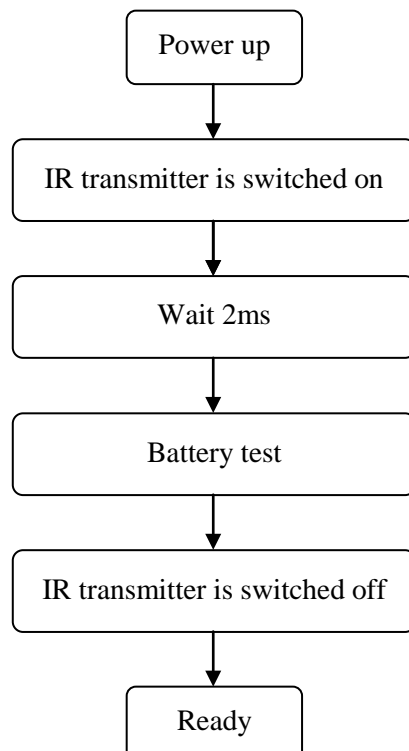 Power up
IR transmitter is switched on
Wait 2ms
Battery test
IR transmitter is switched off
Ready